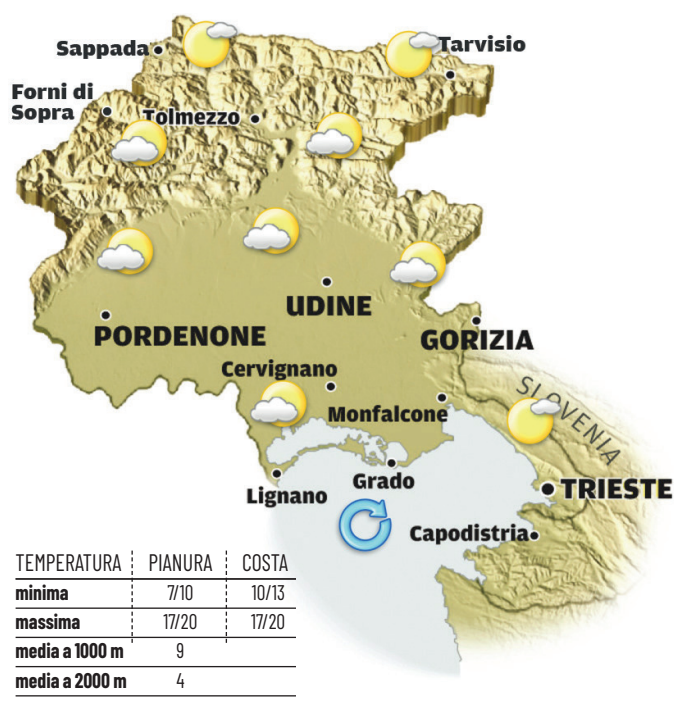 Sappada
Tarvisio
Forni di
Sopra
Tolmezzo
UDINE
PORDENONE
GORIZIA
Cervignano
SLOVENIA
Monfalcone
Grado
TRIESTE
Lignano
Capodistria
TEMPERATURA PIANURA COSTA
minima 7/10 10/13
massima 17/20 17/20
media a 1000 m 9
media a 2000 m 4